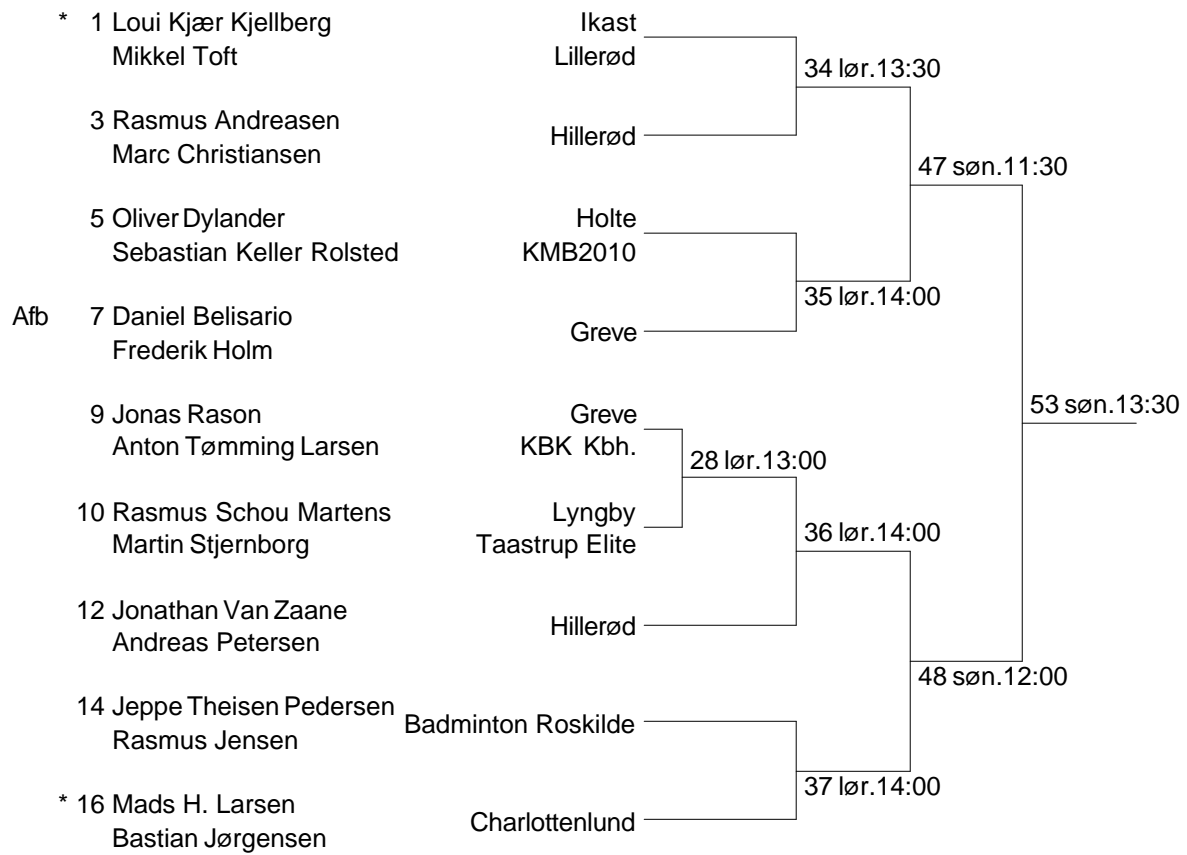 * 1 Loui Kjær Kjellberg Ikast
Mikkel Toft Lillerød
34 lør.13:30
3 Rasmus Andreasen
Marc Christiansen Hillerød
47 søn.11:30
5 Oliver Dylander Holte
Sebastian Keller Rolsted KMB2010
35 lør.14:00
Afb 7 Daniel Belisario
Frederik Holm Greve
53 søn.13:30
9 Jonas Rason Greve
Anton Tømming Larsen KBK Kbh.
28 lør.13:00
10 Rasmus Schou Martens Lyngby
Martin Stjernborg Taastrup Elite
36 lør.14:00
12 Jonathan Van Zaane
Andreas Petersen Hillerød
48 søn.12:00
14 Jeppe Theisen Pedersen
Rasmus Jensen Badminton Roskilde
37 lør.14:00
* 16 Mads H. Larsen
Bastian Jørgensen Charlottenlund